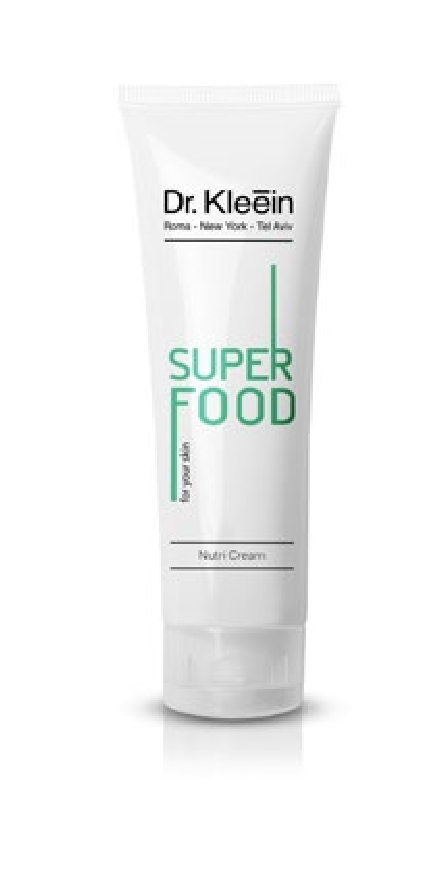 Dr. Kleēin
Roma - New York - Tel Aviv
SUPER
FOOD
for your skin
Nutri Cream